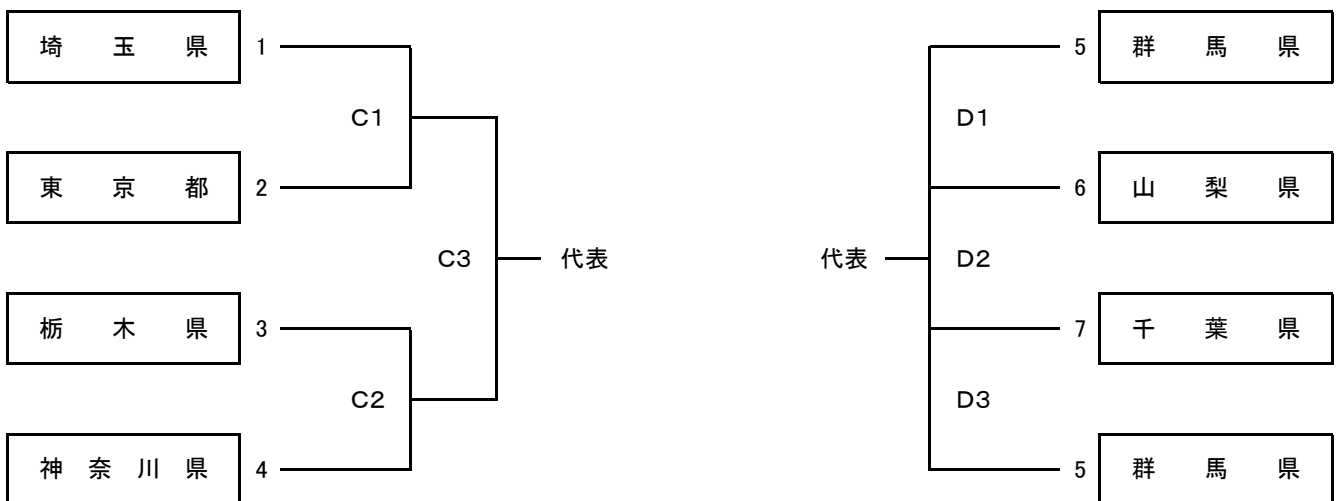 埼玉県 1 5 群馬県
C1 D1
東京都 2 6 山梨県
C3 代表 代表 D2
栃木県 3 7 千葉県
C2 D3
神奈川県 4 5 群馬県